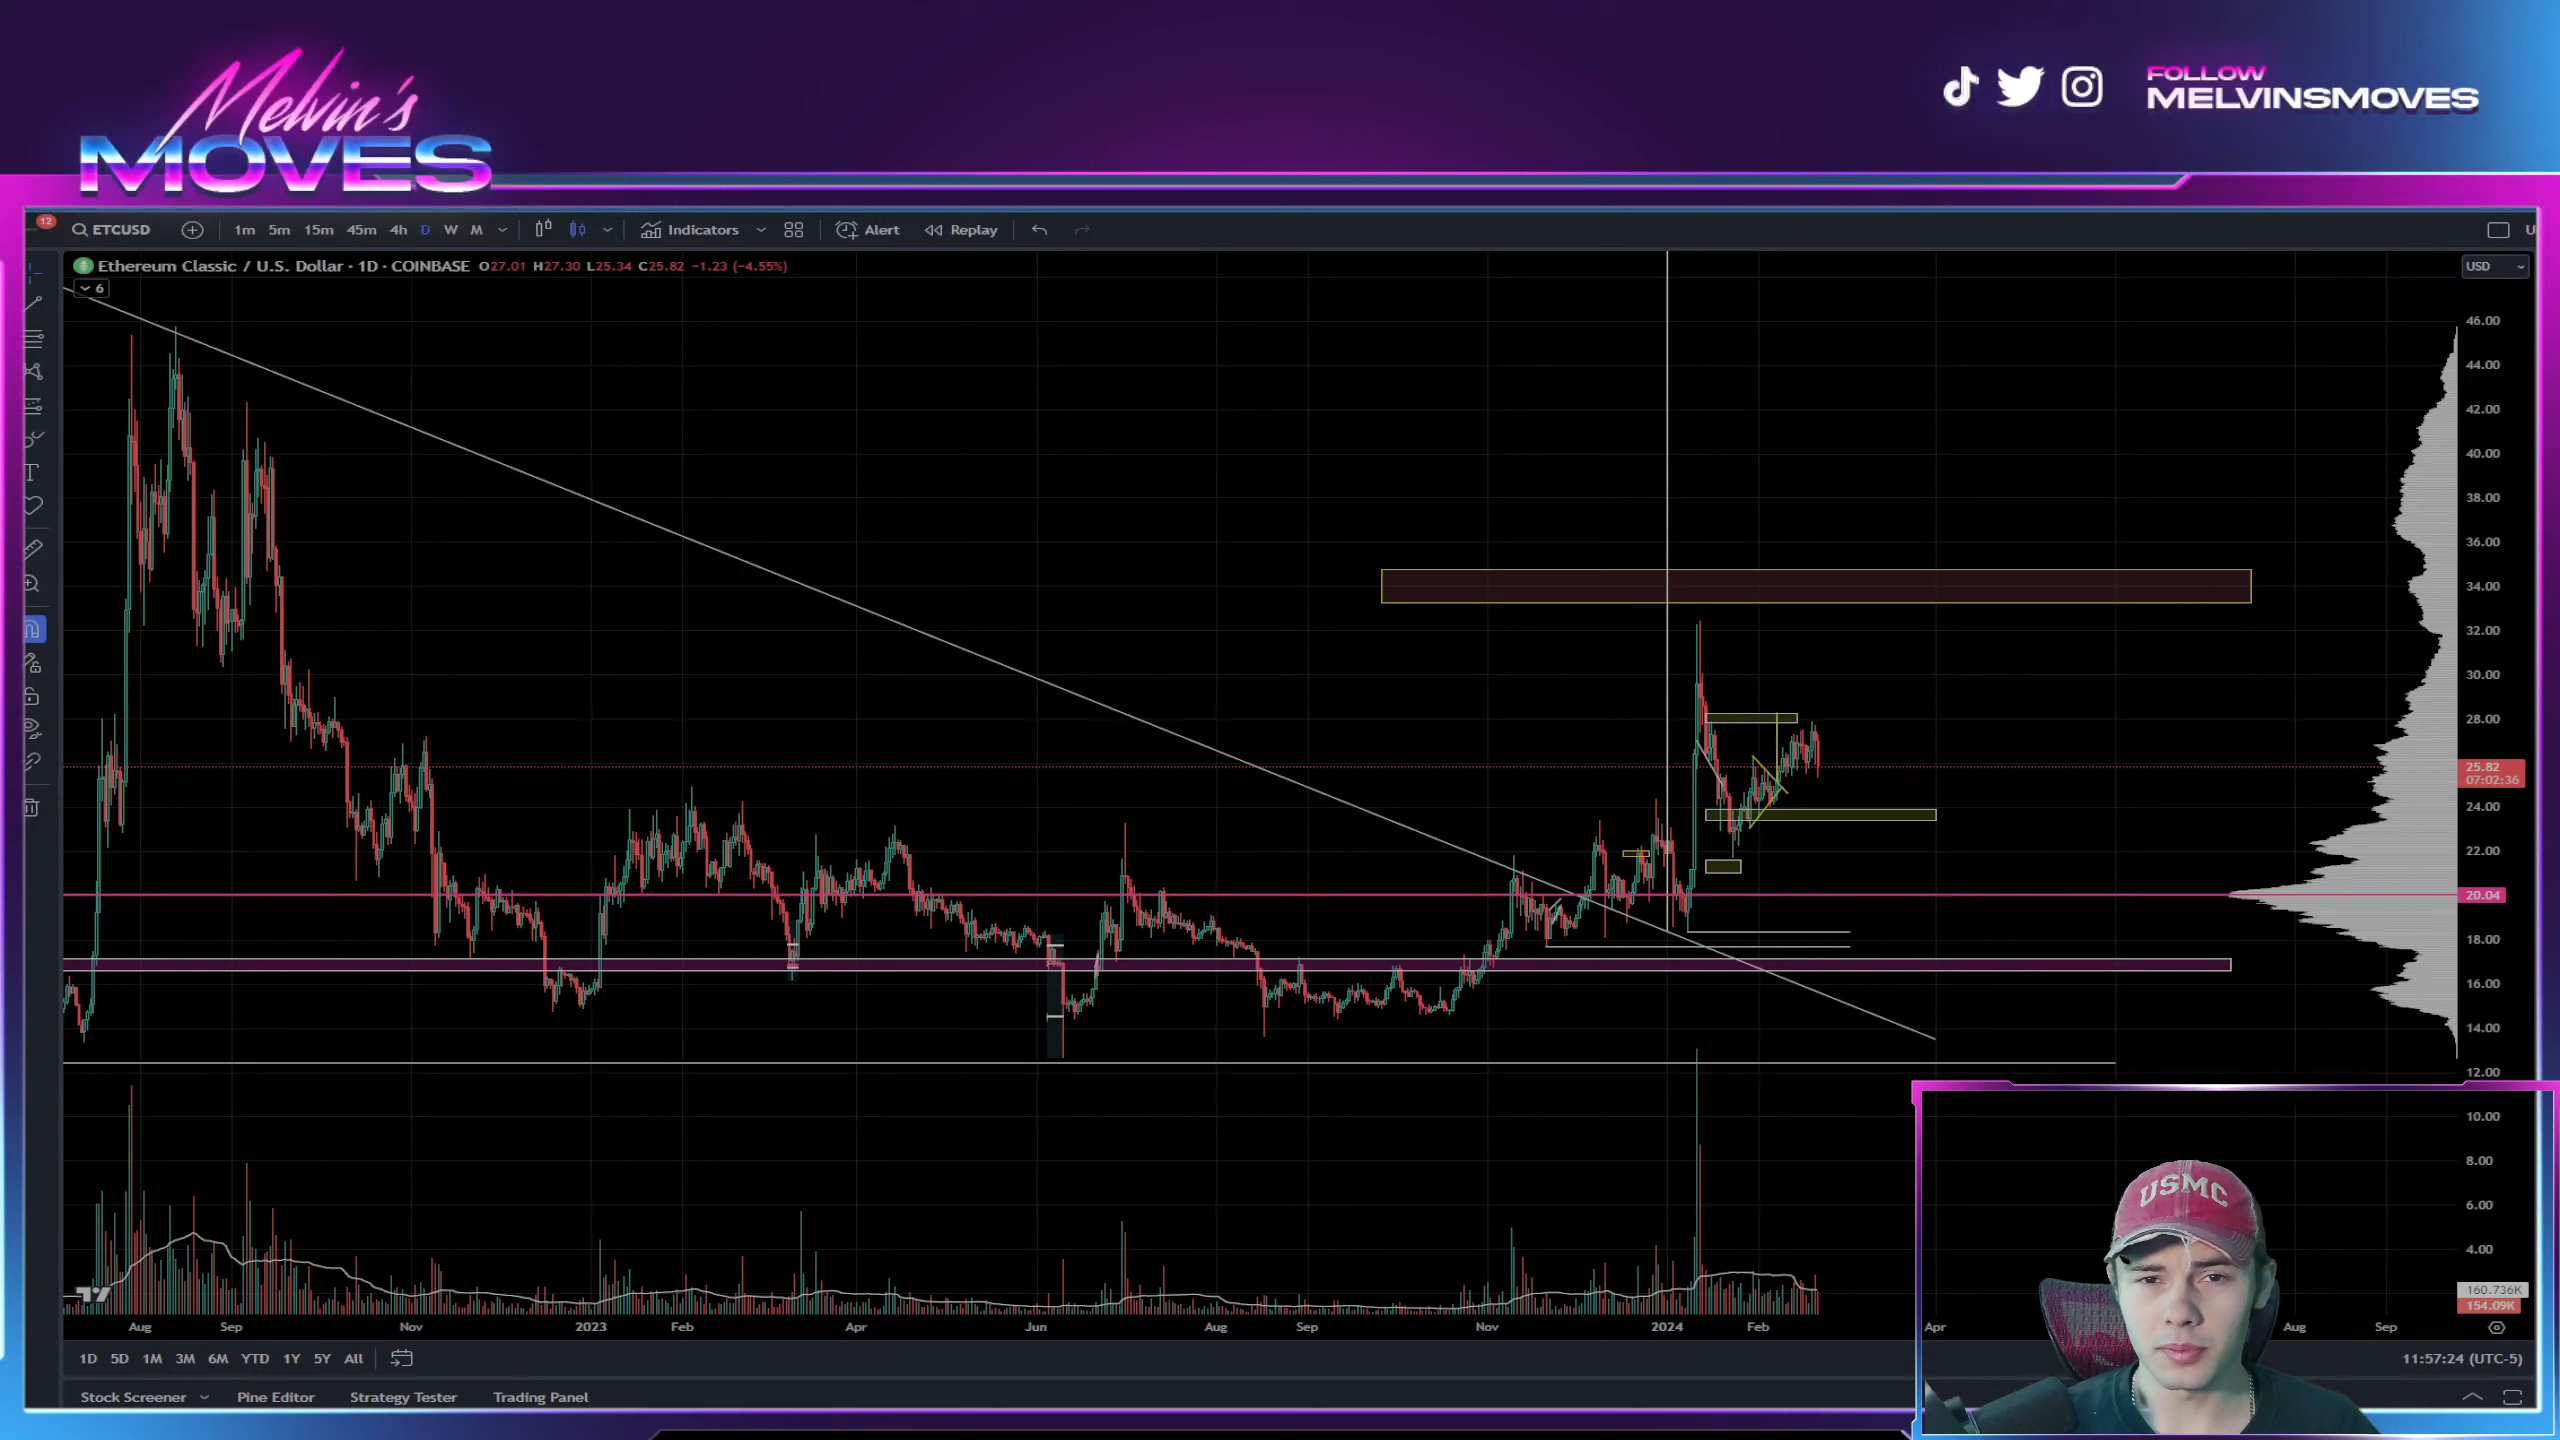 Melvin's
MOVES
FOLLOW
MELVINSMOVES
12
ETCUSD
1m 5m 15m 45m 4h D W M
Indicators
Alert
Replay
U
Ethereum Classic / U.S. Dollar · 1D · COINBASE O27.01 H27.30 L25.34 C25.82 −1.23 (−4.55%)
6
USD
46.00
44.00
42.00
40.00
38.00
36.00
34.00
32.00
30.00
28.00
25.82
07:02:36
24.00
22.00
20.04
18.00
16.00
14.00
12.00
10.00
8.00
6.00
4.00
160.736K
154.09K
Aug Sep Nov 2023 Feb Apr Jun Aug Sep Nov 2024 Feb Apr Aug Sep
1D 5D 1M 3M 6M YTD 1Y 5Y All
11:57:24 (UTC-5)
Stock Screener Pine Editor Strategy Tester Trading Panel
USMC